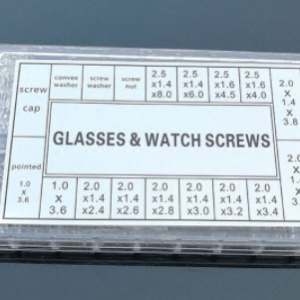 screw cap
convex washer
screw washer
screw nut
2.5 x1.4 x8.0
2.5 x1.4 x6.0
2.5 x1.6 x4.5
2.5 x1.6 x4.0
2.0 x 1.4 x 3.8
GLASSES & WATCH SCREWS
pointed 1.0 x 3.6
1.0 X 3.6
2.0 x1.4 x2.4
2.0 x1.4 x2.6
2.0 x1.4 x2.8
2.0 x1.4 x3.0
2.0 x1.4 x3.2
2.0 x1.4 x3.4
2.0